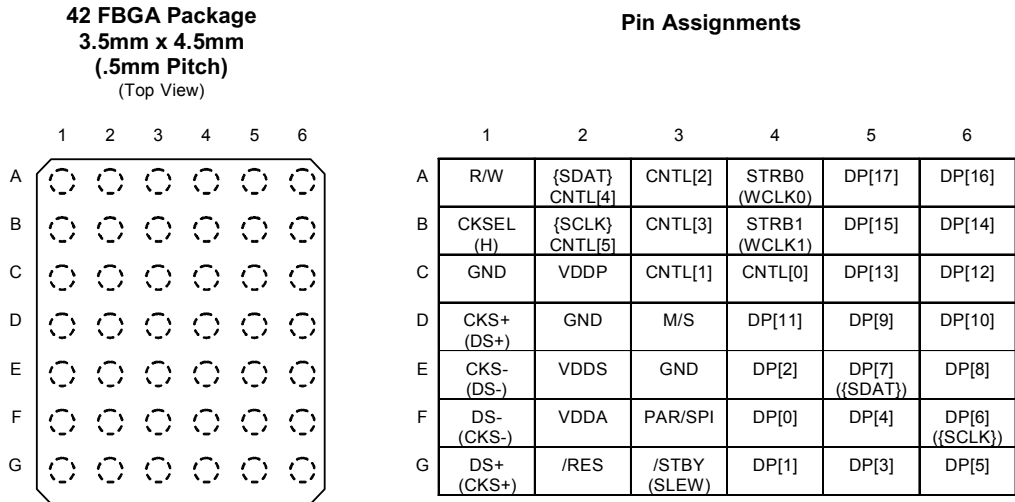 42 FBGA Package
3.5mm x 4.5mm
(.5mm Pitch)
(Top View)
Pin Assignments
1 2 3 4 5 6
A
B
C
D
E
F
G
1 2 3 4 5 6
A R/W {SDAT} CNTL[4] CNTL[2] STRB0 (WCLK0) DP[17] DP[16]
B CKSEL (H) {SCLK} CNTL[5] CNTL[3] STRB1 (WCLK1) DP[15] DP[14]
C GND VDDP CNTL[1] CNTL[0] DP[13] DP[12]
D CKS+ (DS+) GND M/S DP[11] DP[9] DP[10]
E CKS- (DS-) VDDS GND DP[2] DP[7] ({SDAT}) DP[8]
F DS- (CKS-) VDDA PAR/SPI DP[0] DP[4] DP[6] ({SCLK})
G DS+ (CKS+) /RES /STBY (SLEW) DP[1] DP[3] DP[5]